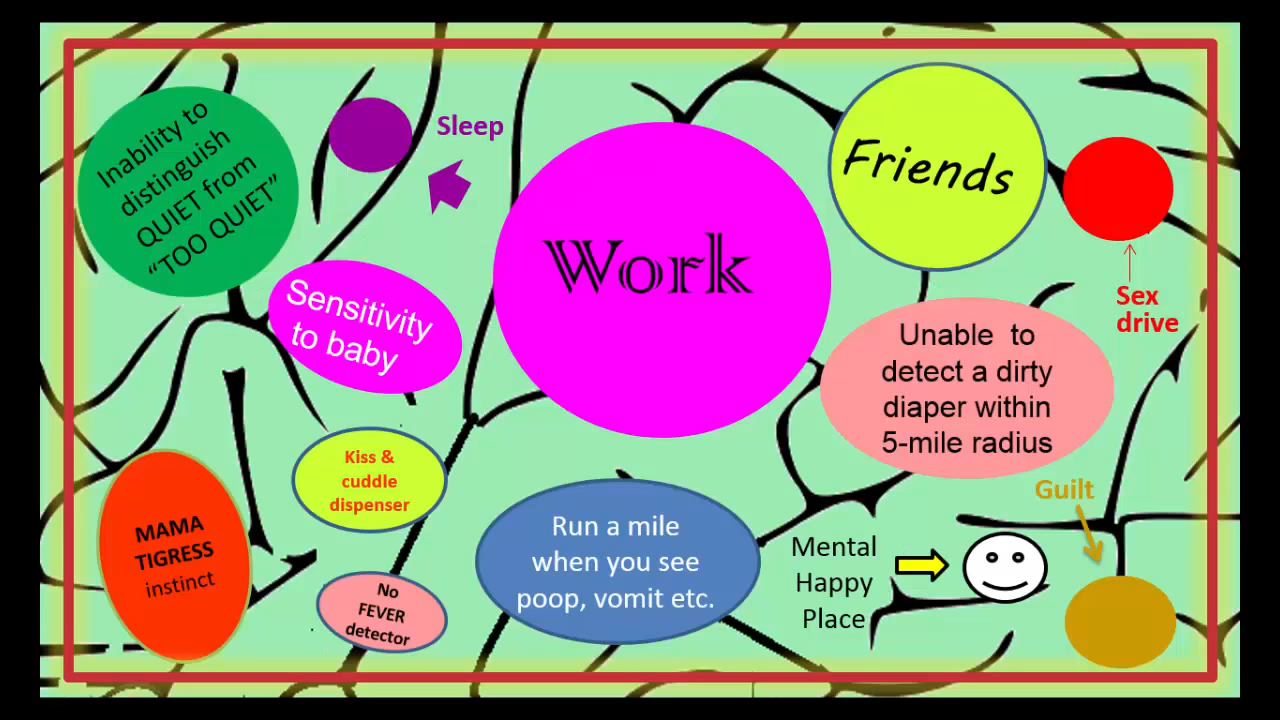 Inability to
distinguish
QUIET from
“TOO QUIET”
Sleep
Work
Friends
Sex
drive
Sensitivity
to baby
Unable to
detect a dirty
diaper within
5-mile radius
Kiss &
cuddle
dispenser
MAMA
TIGRESS
instinct
No
FEVER
detector
Run a mile
when you see
poop, vomit etc.
Mental
Happy
Place
Guilt